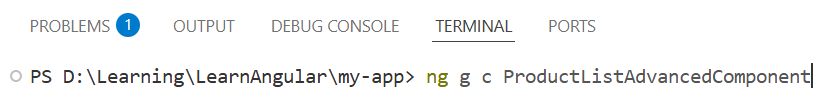 PROBLEMS 1 OUTPUT DEBUG CONSOLE TERMINAL PORTS
PS D:\Learning\LearnAngular\my-app> ng g c ProductListAdvancedComponent